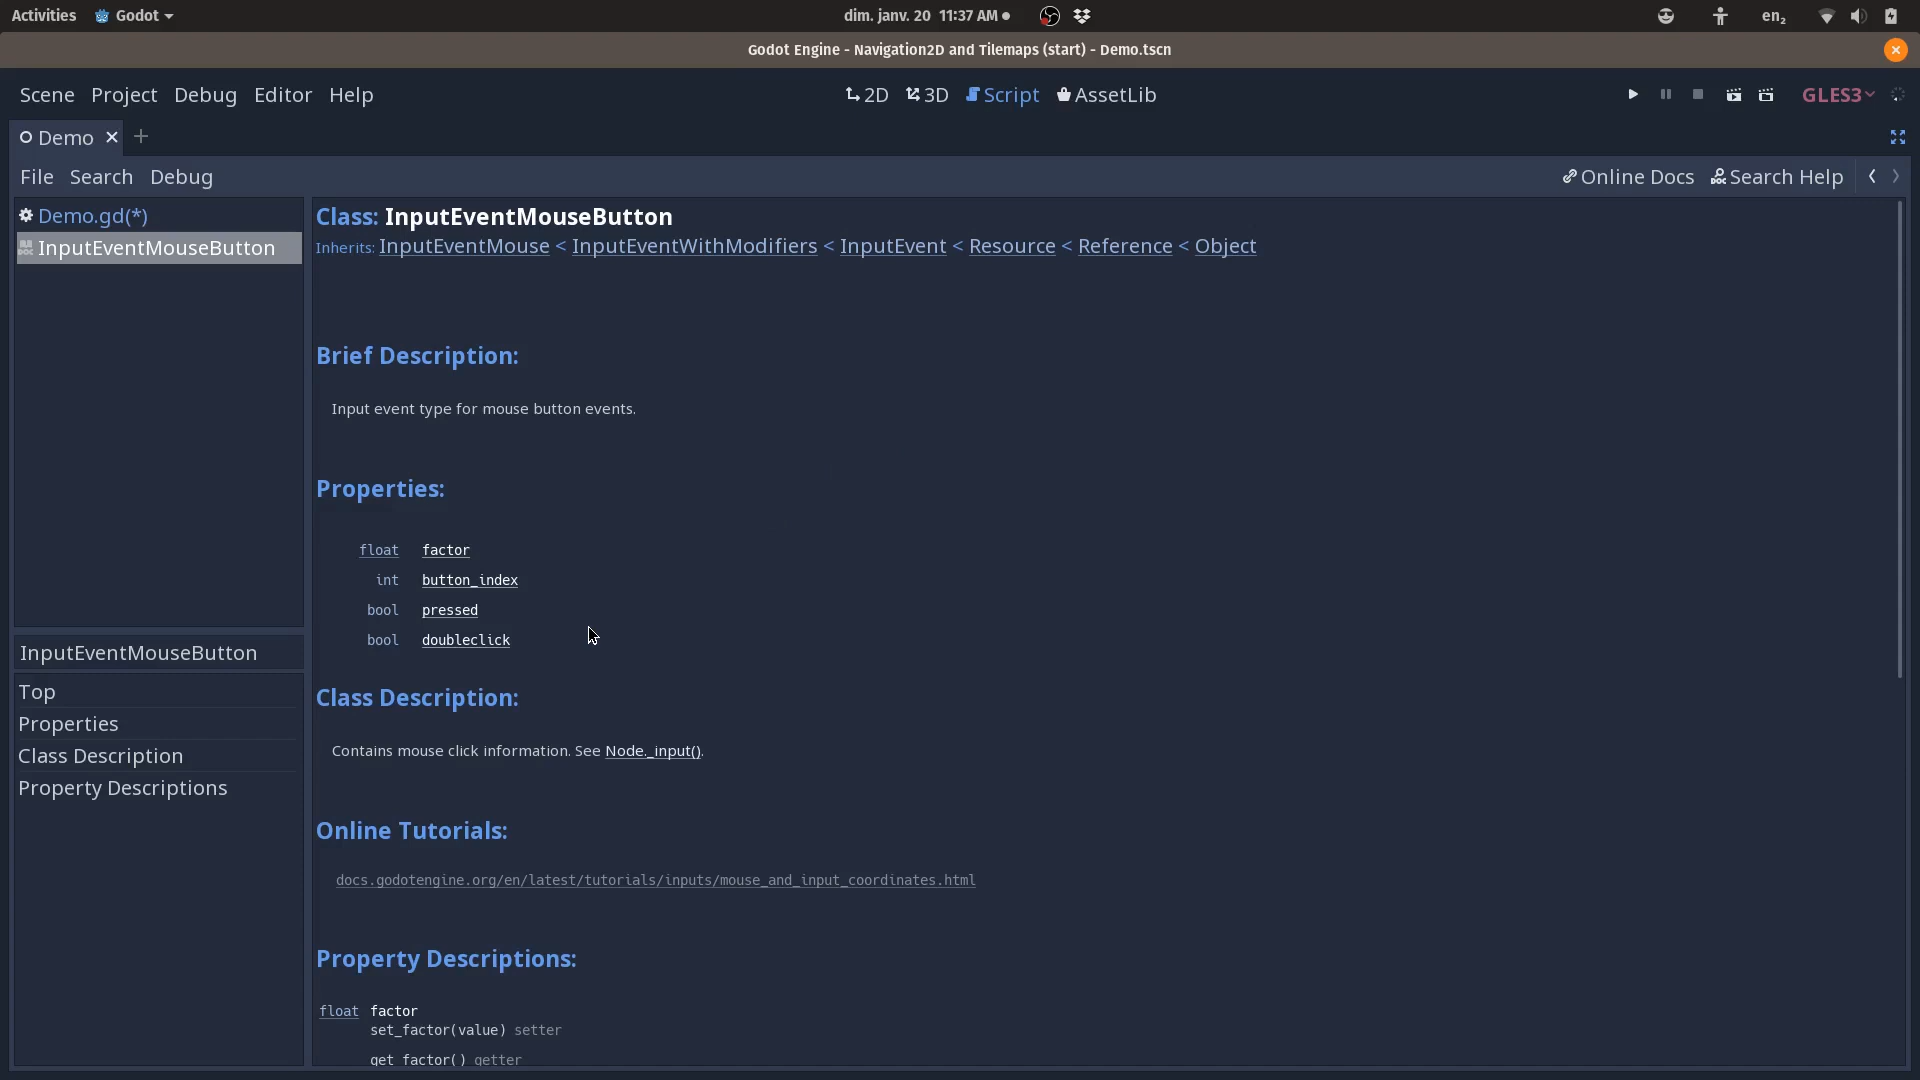 Activities Godot dim. janv. 20 11:37 AM en₂
Godot Engine - Navigation2D and Tilemaps (start) - Demo.tscn
Scene Project Debug Editor Help 2D 3D Script AssetLib GLES3
Demo
File Search Debug Online Docs Search Help
Demo.gd(*)
InputEventMouseButton
InputEventMouseButton
Top
Properties
Class Description
Property Descriptions
Class: InputEventMouseButton
Inherits: InputEventMouse < InputEventWithModifiers < InputEvent < Resource < Reference < Object
Brief Description:
Input event type for mouse button events.
Properties:
float factor
int button_index
bool pressed
bool doubleclick
Class Description:
Contains mouse click information. See Node._input().
Online Tutorials:
docs.godotengine.org/en/latest/tutorials/inputs/mouse_and_input_coordinates.html
Property Descriptions:
float factor
set_factor(value) setter
get_factor() getter